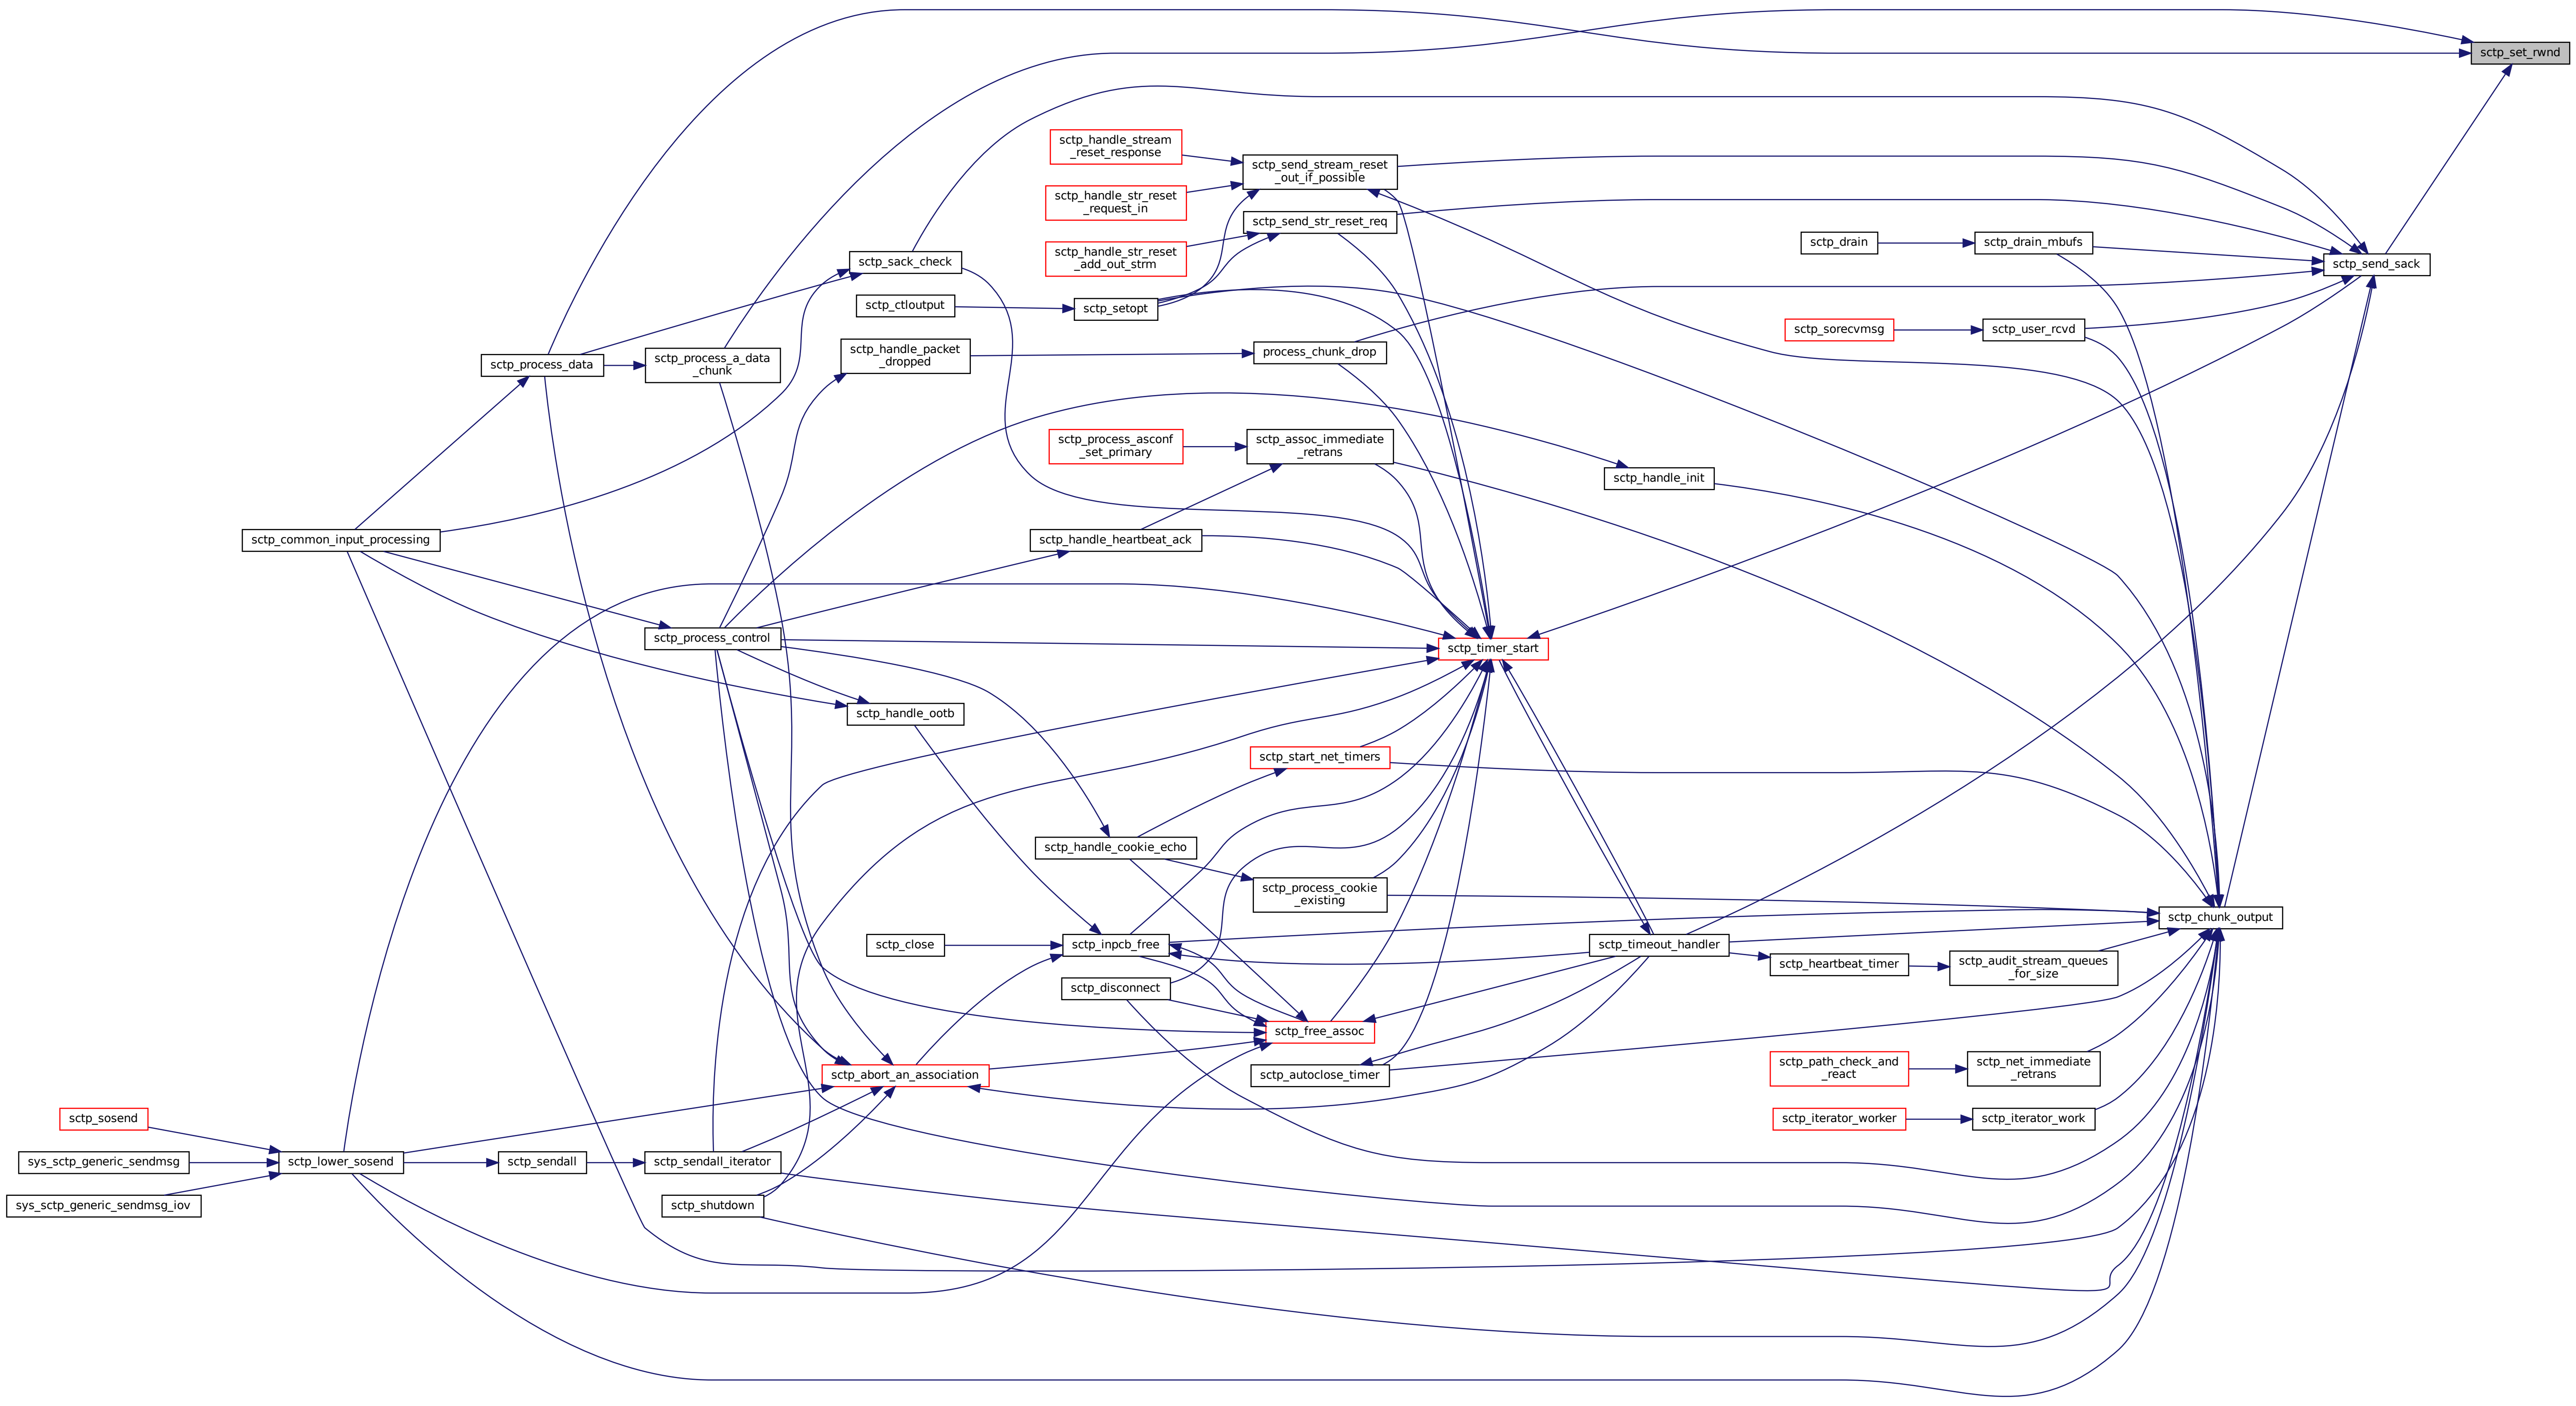 sctp_set_rwnd
sctp_handle_stream
_reset_response
sctp_send_stream_reset
_out_if_possible
sctp_handle_str_reset
_request_in
sctp_send_str_reset_req
sctp_drain
sctp_drain_mbufs
sctp_handle_str_reset
_add_out_strm
sctp_sack_check
sctp_send_sack
sctp_ctloutput
sctp_setopt
sctp_sorecvmsg
sctp_user_rcvd
sctp_handle_packet
_dropped
process_chunk_drop
sctp_process_data
sctp_process_a_data
_chunk
sctp_process_asconf
_set_primary
sctp_assoc_immediate
_retrans
sctp_handle_init
sctp_common_input_processing
sctp_handle_heartbeat_ack
sctp_process_control
sctp_timer_start
sctp_handle_ootb
sctp_start_net_timers
sctp_handle_cookie_echo
sctp_process_cookie
_existing
sctp_chunk_output
sctp_close
sctp_inpcb_free
sctp_timeout_handler
sctp_heartbeat_timer
sctp_audit_stream_queues
_for_size
sctp_disconnect
sctp_free_assoc
sctp_abort_an_association
sctp_autoclose_timer
sctp_path_check_and
_react
sctp_net_immediate
_retrans
sctp_sosend
sctp_iterator_worker
sctp_iterator_work
sys_sctp_generic_sendmsg
sctp_lower_sosend
sctp_sendall
sctp_sendall_iterator
sys_sctp_generic_sendmsg_iov
sctp_shutdown